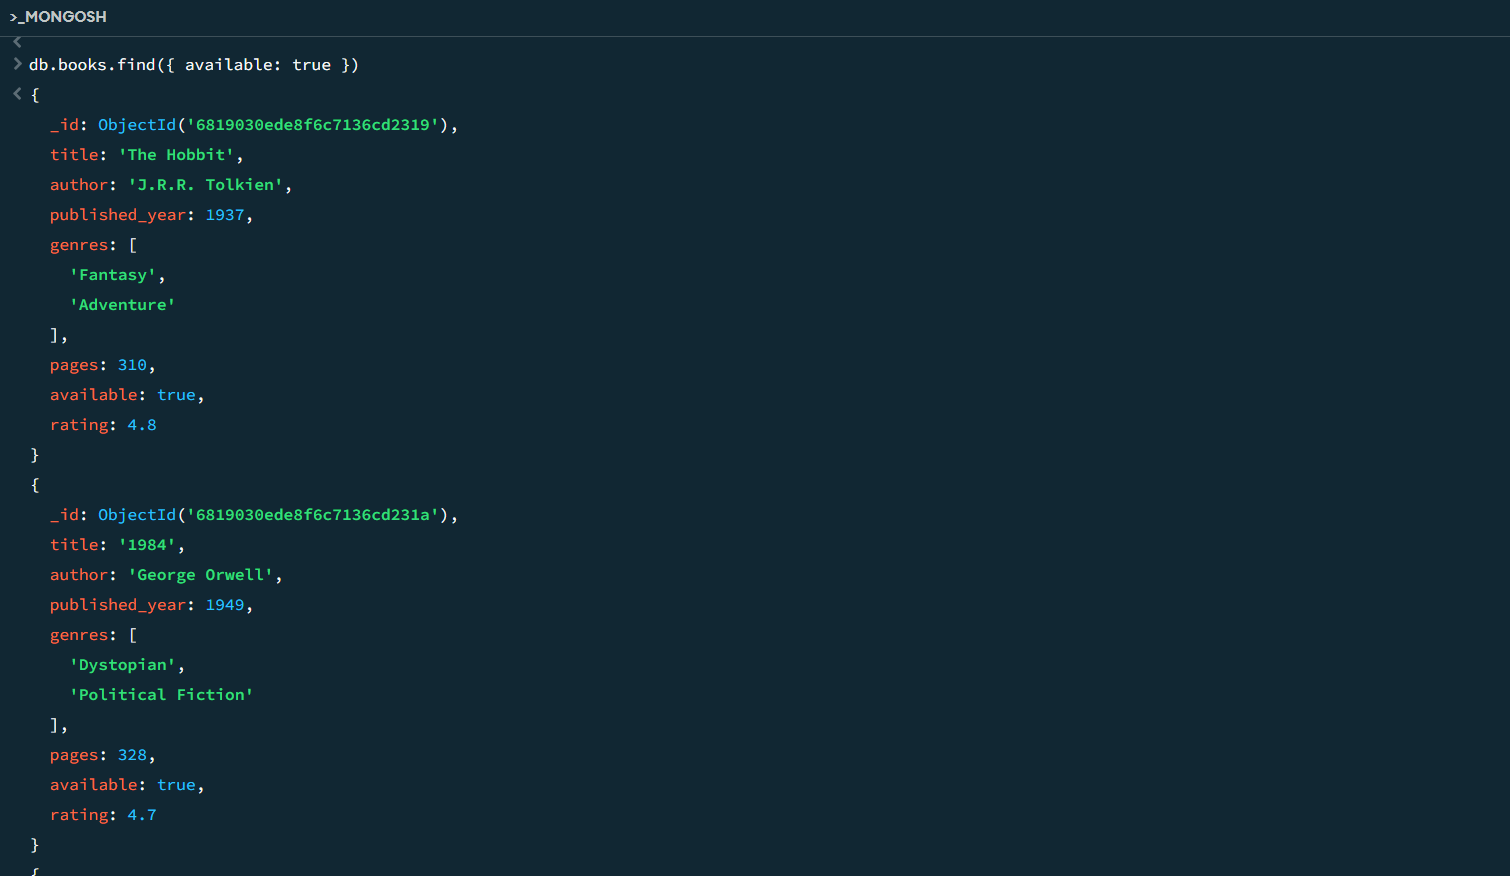 >_MONGOSH
<
> db.books.find({ available: true })
< {
_id: ObjectId('6819030ede8f6c7136cd2319'),
title: 'The Hobbit',
author: 'J.R.R. Tolkien',
published_year: 1937,
genres: [
'Fantasy',
'Adventure'
],
pages: 310,
available: true,
rating: 4.8
}
{
_id: ObjectId('6819030ede8f6c7136cd231a'),
title: '1984',
author: 'George Orwell',
published_year: 1949,
genres: [
'Dystopian',
'Political Fiction'
],
pages: 328,
available: true,
rating: 4.7
}
{